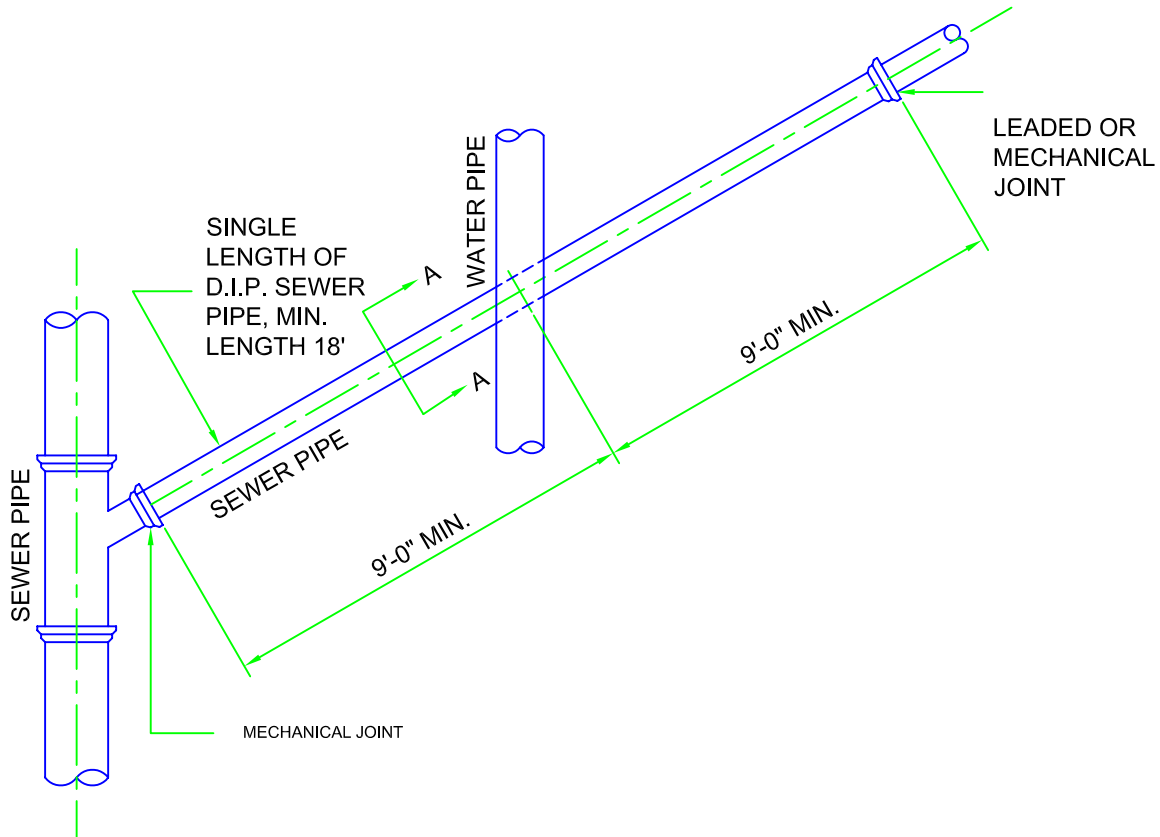 LEADED OR
MECHANICAL
JOINT
WATER PIPE
SINGLE
LENGTH OF
D.I.P. SEWER
PIPE, MIN.
LENGTH 18'
A
A
9'-0" MIN.
SEWER PIPE
SEWER PIPE
9'-0" MIN.
MECHANICAL JOINT